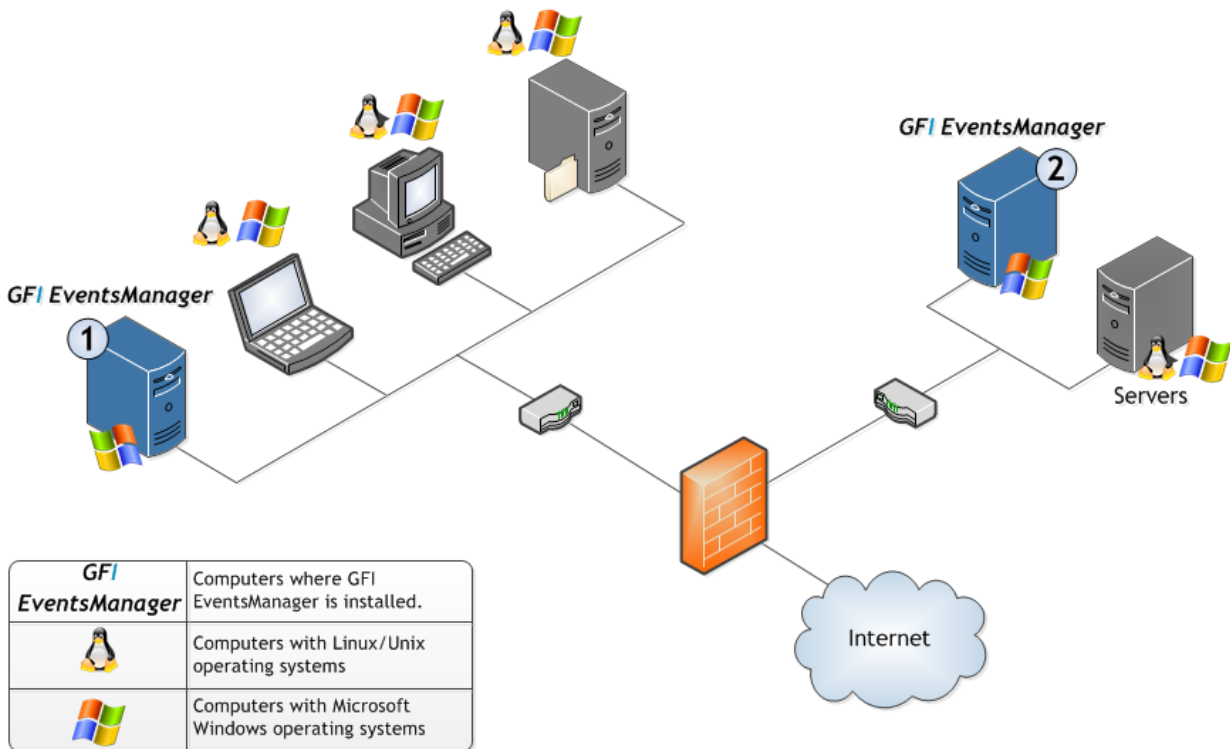 GFI EventsManager
2
GFI EventsManager
1
Servers
Internet
GFI
EventsManager
Computers where GFI
EventsManager is installed.
Computers with Linux/Unix
operating systems
Computers with Microsoft
Windows operating systems